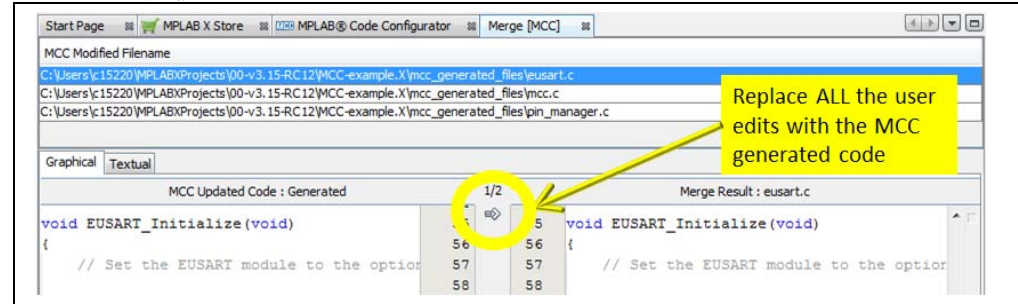 Start Page MPLAB X Store MPLAB® Code Configurator Merge [MCC]
MCC Modified Filename
C:\Users\c15220\MPLABXProjects\00-v3.15-RC12\MCC-example.X\mcc_generated_files\eusart.c
C:\Users\c15220\MPLABXProjects\00-v3.15-RC12\MCC-example.X\mcc_generated_files\mcc.c
C:\Users\c15220\MPLABXProjects\00-v3.15-RC12\MCC-example.X\mcc_generated_files\pin_manager.c
Replace ALL the user
edits with the MCC
generated code
Graphical Textual
MCC Updated Code : Generated 1/2 Merge Result : eusart.c
void EUSART_Initialize(void) 5 void EUSART_Initialize(void)
{ 56 56 {
// Set the EUSART module to the option 57 57 // Set the EUSART module to the option
58 58